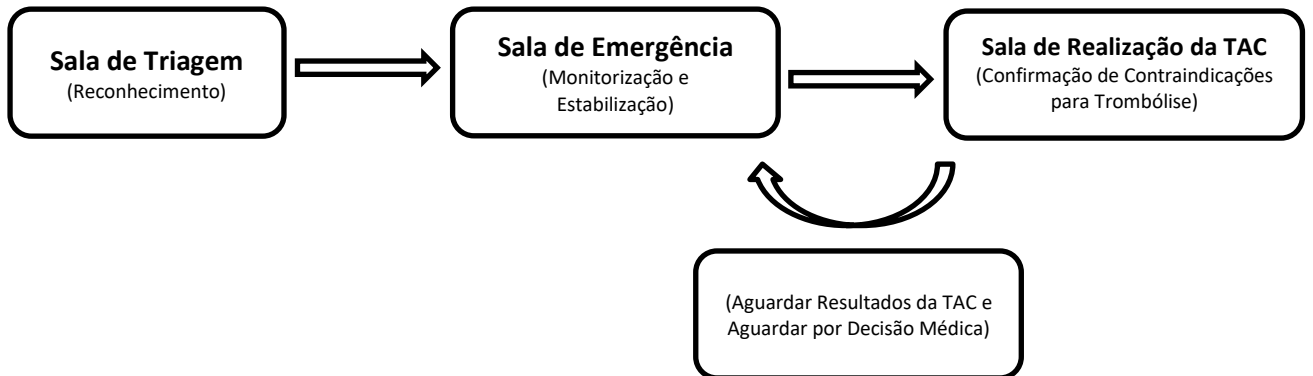 Sala de Triagem
(Reconhecimento)
Sala de Emergência
(Monitorização e
Estabilização)
Sala de Realização da TAC
(Confirmação de Contraindicações
para Trombólise)
(Aguardar Resultados da TAC e
Aguardar por Decisão Médica)